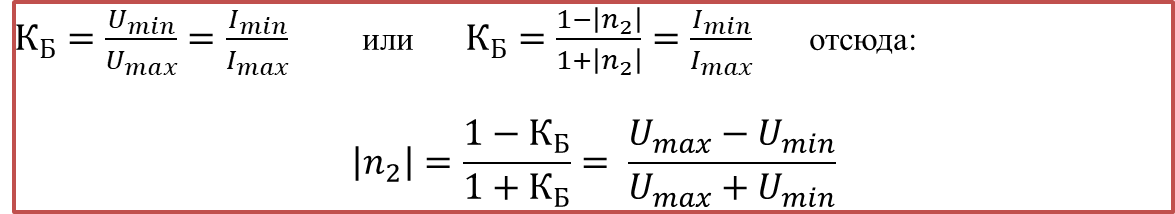 К_Б = U_min/U_max = I_min/I_max или К_Б = 1−|n_2|/1+|n_2| = I_min/I_max отсюда:
|n_2| = 1 − К_Б/1 + К_Б = U_max − U_min/U_max + U_min